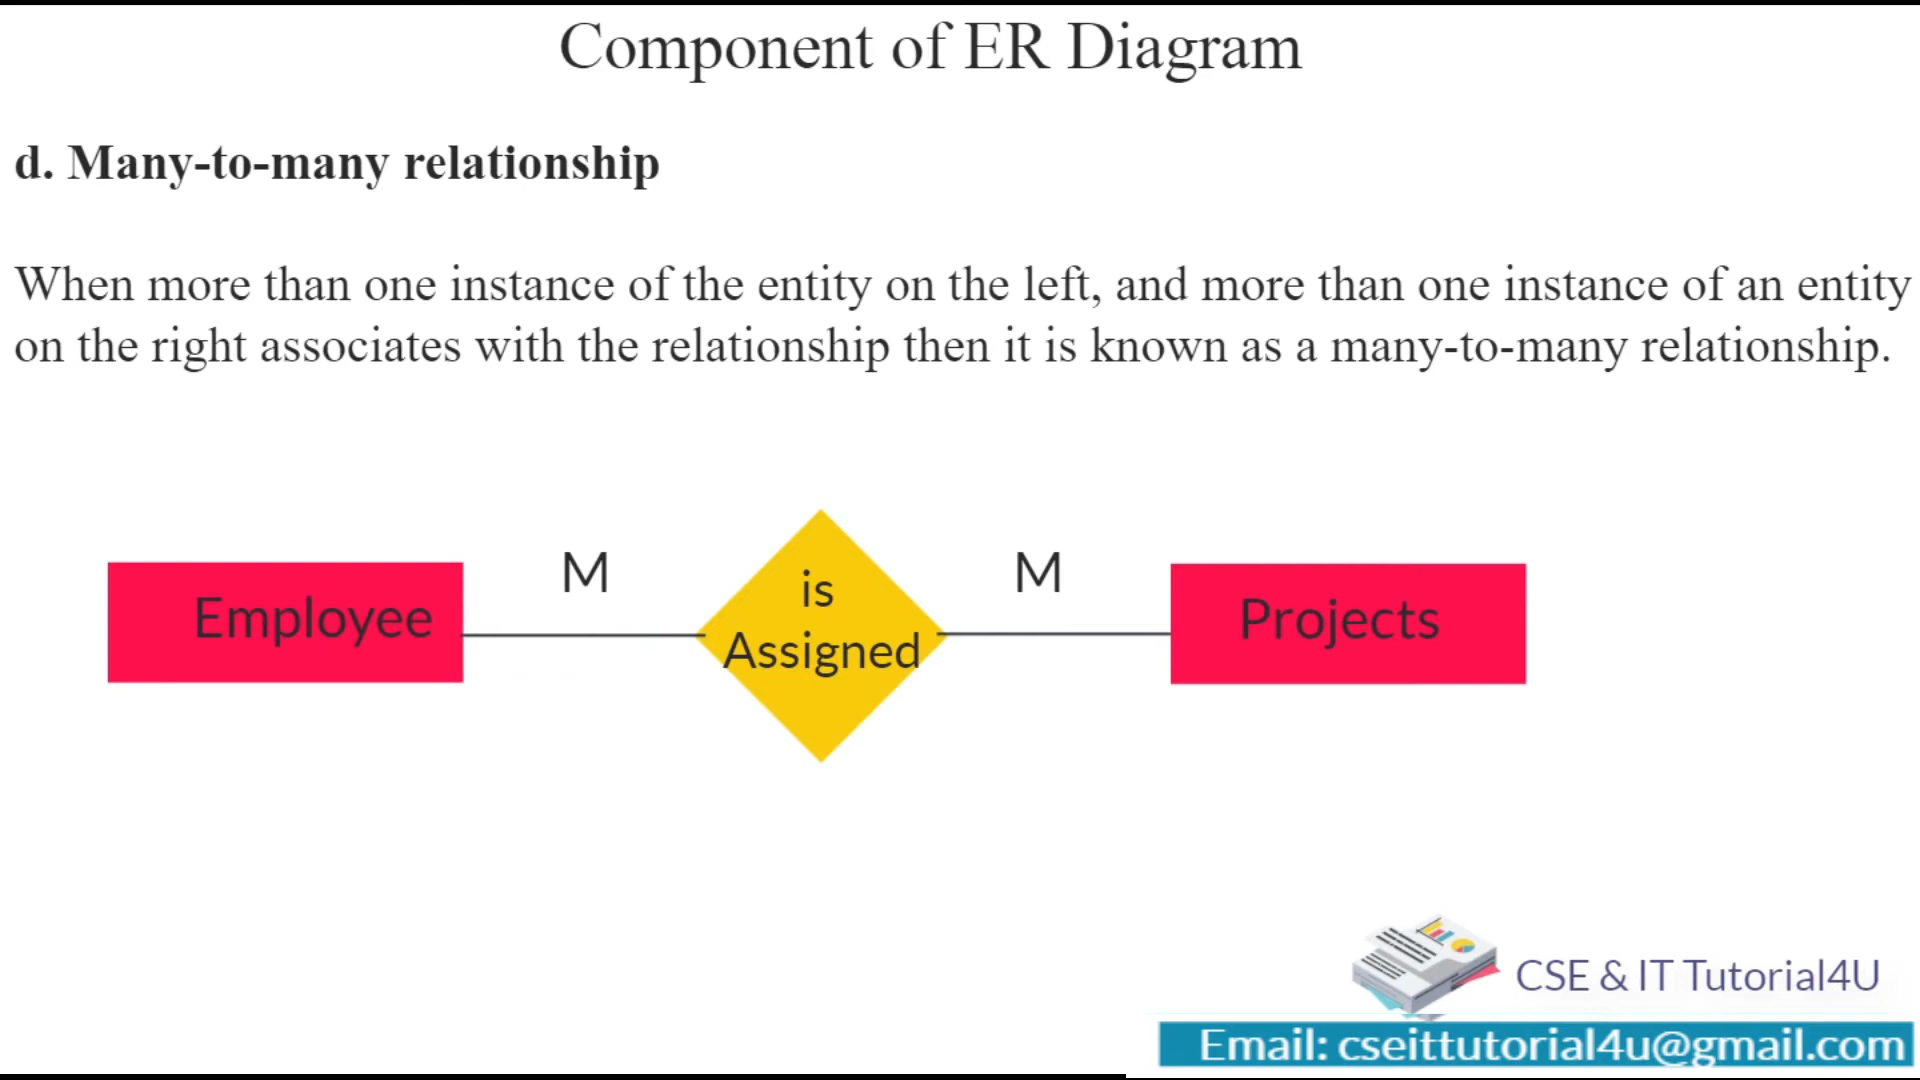 Component of ER Diagram
d. Many-to-many relationship
When more than one instance of the entity on the left, and more than one instance of an entity
on the right associates with the relationship then it is known as a many-to-many relationship.
Employee
M
is
Assigned
M
Projects
CSE & IT Tutorial4U
Email: cseittutorial4u@gmail.com